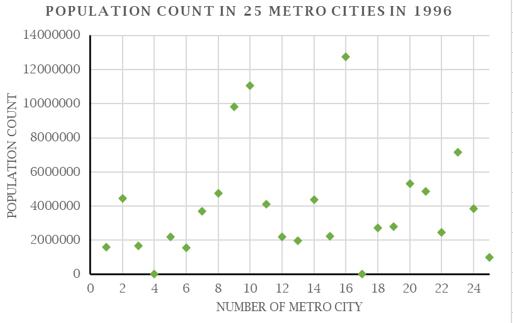 POPULATION COUNT IN 25 METRO CITIES IN 1996
14000000
12000000
10000000
8000000
6000000
4000000
2000000
0
POPULATION COUNT
0 2 4 6 8 10 12 14 16 18 20 22 24
NUMBER OF METRO CITY